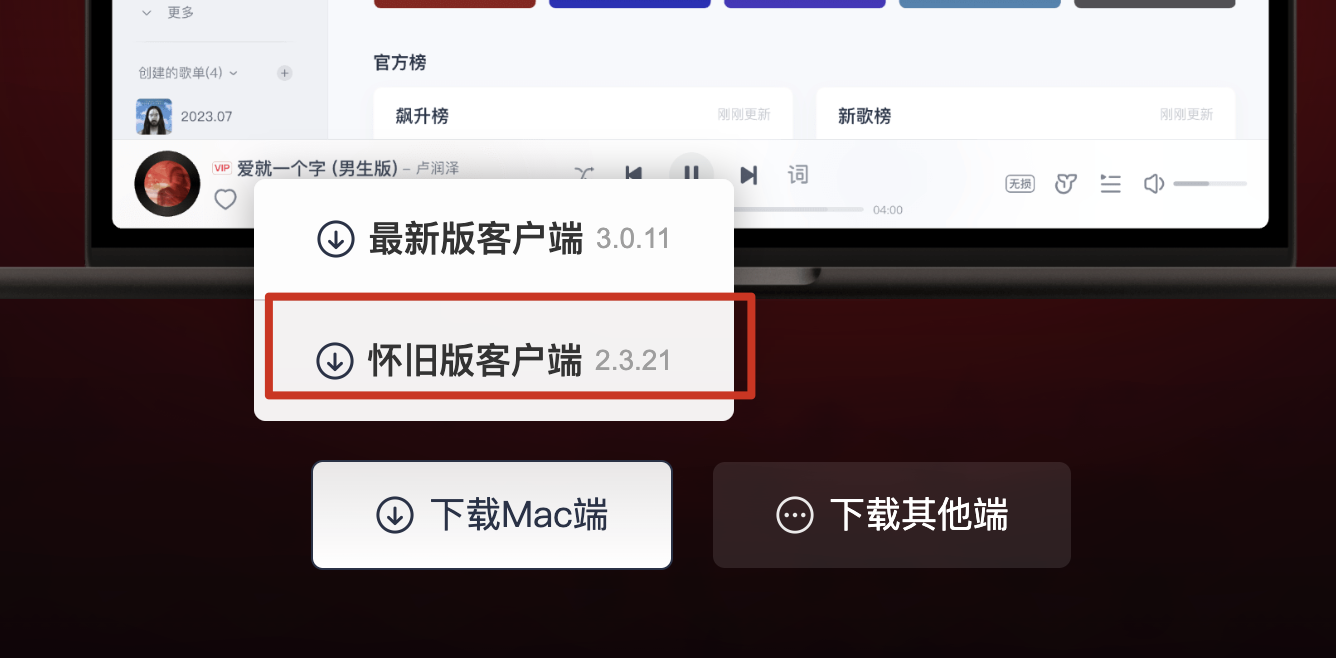 更多
创建的歌单(4)
2023.07
官方榜
飙升榜 刚刚更新
新歌榜 刚刚更新
VIP 爱就一个字 (男生版) – 卢润泽
词
无损
04:00
最新版客户端 3.0.11
怀旧版客户端 2.3.21
下载Mac端
下载其他端